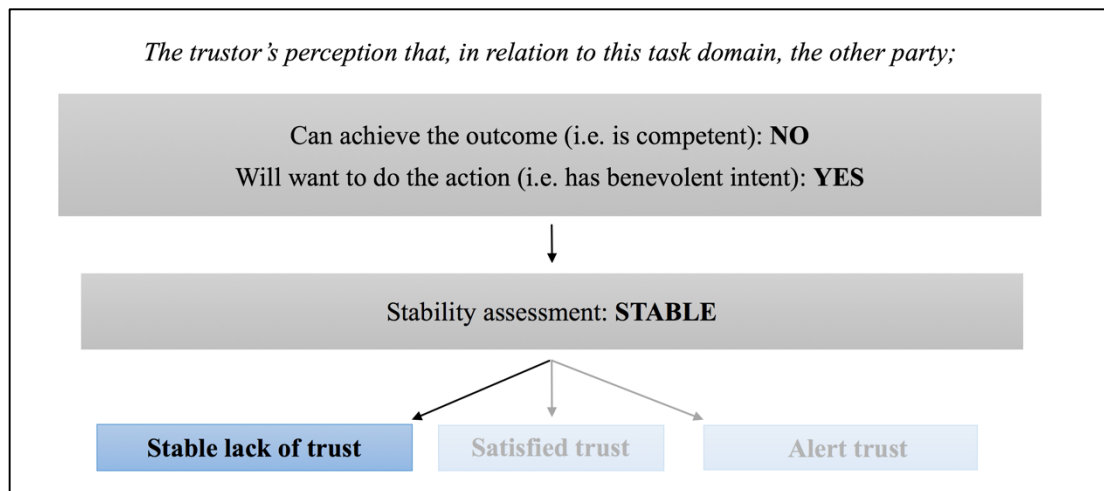 The trustor’s perception that, in relation to this task domain, the other party;
Can achieve the outcome (i.e. is competent): NO
Will want to do the action (i.e. has benevolent intent): YES
Stability assessment: STABLE
Stable lack of trust
Satisfied trust
Alert trust